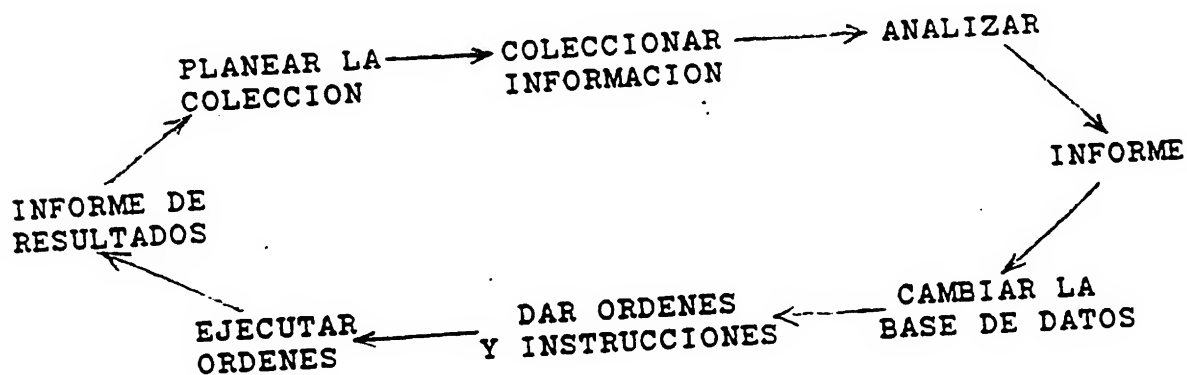 PLANEAR LA
COLECCION
COLECCIONAR
INFORMACION
ANALIZAR
INFORME
CAMBIAR LA
BASE DE DATOS
DAR ORDENES
Y INSTRUCCIONES
EJECUTAR
ORDENES
INFORME DE
RESULTADOS